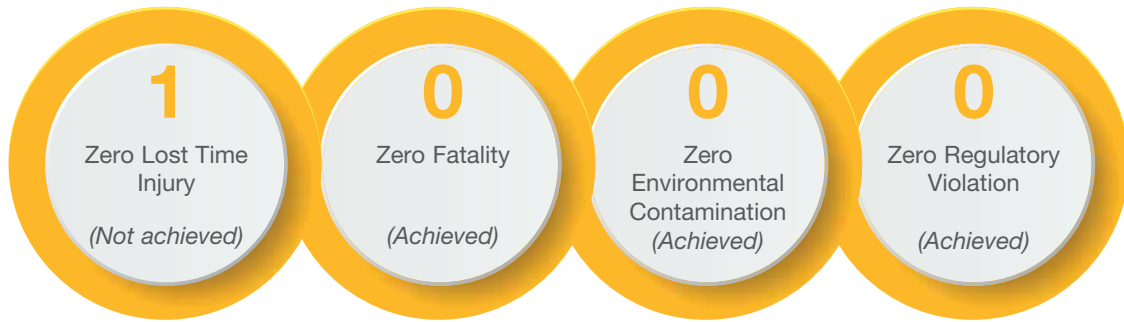 1
Zero Lost Time
Injury
(Not achieved)
0
Zero Fatality
(Achieved)
0
Zero
Environmental
Contamination
(Achieved)
0
Zero Regulatory
Violation
(Achieved)